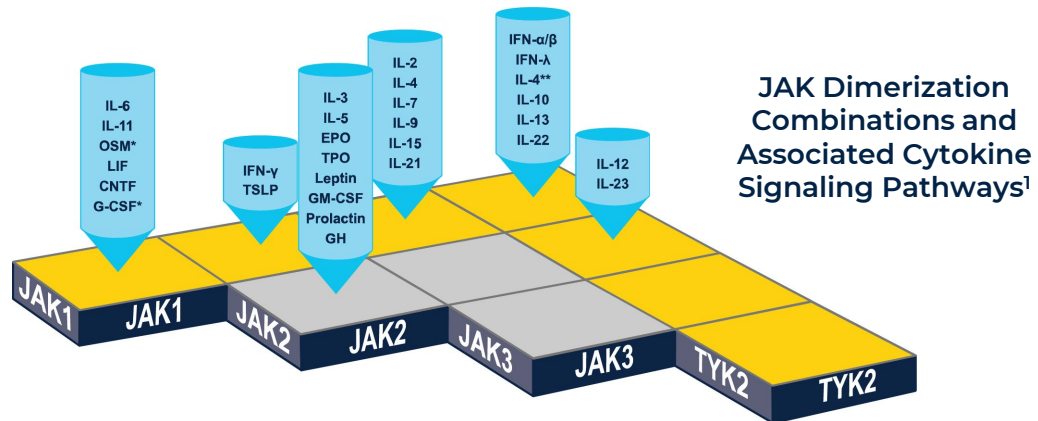 IL-6
IL-11
OSM*
LIF
CNTF
G-CSF*
IFN-γ
TSLP
IL-3
IL-5
EPO
TPO
Leptin
GM-CSF
Prolactin
GH
IL-2
IL-4
IL-7
IL-9
IL-15
IL-21
IFN-α/β
IFN-λ
IL-4**
IL-10
IL-13
IL-22
IL-12
IL-23
JAK Dimerization
Combinations and
Associated Cytokine
Signaling Pathways¹
JAK1
JAK1
JAK2
JAK2
JAK3
JAK3
TYK2
TYK2